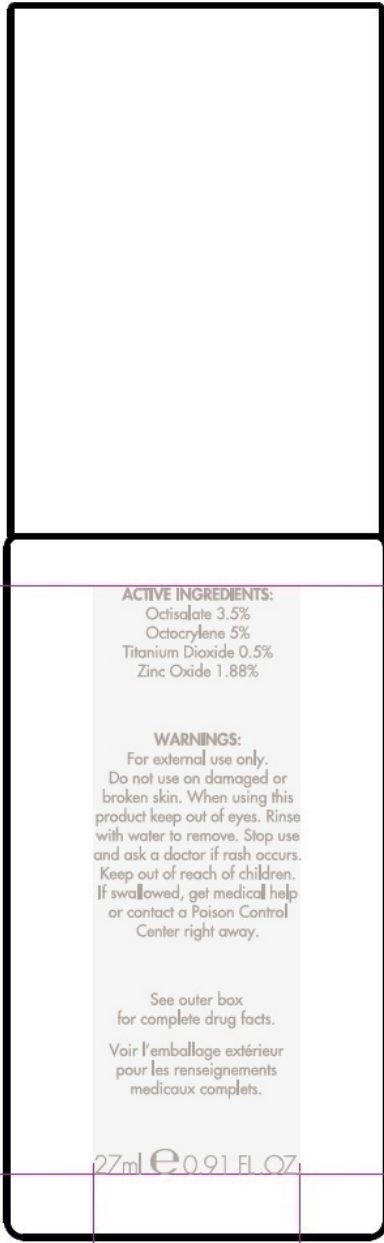 ACTIVE INGREDIENTS:
Octisalate 3.5%
Octocrylene 5%
Titanium Dioxide 0.5%
Zinc Oxide 1.88%
WARNINGS:
For external use only.
Do not use on damaged or
broken skin. When using this
product keep out of eyes. Rinse
with water to remove. Stop use
and ask a doctor if rash occurs.
Keep out of reach of children.
If swallowed, get medical help
or contact a Poison Control
Center right away.
See outer box
for complete drug facts.
Voir l'emballage extérieur
pour les renseignements
medicaux complets.
27ml ℮ 0.91 FL.OZ.